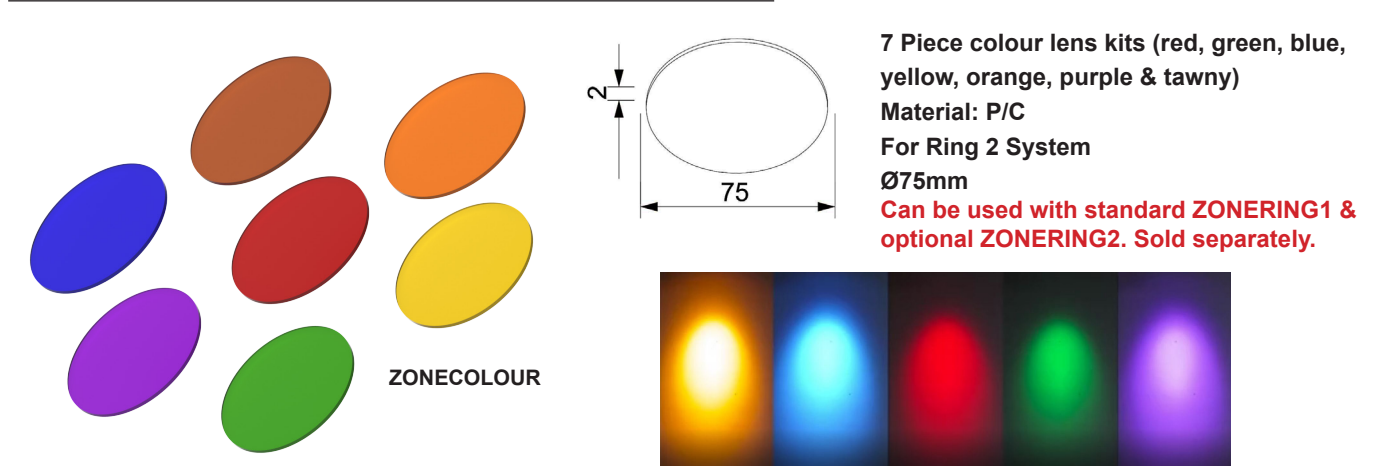 2
75
7 Piece colour lens kits (red, green, blue,
yellow, orange, purple & tawny)
Material: P/C
For Ring 2 System
Ø75mm
Can be used with standard ZONERING1 &
optional ZONERING2. Sold separately.
ZONECOLOUR